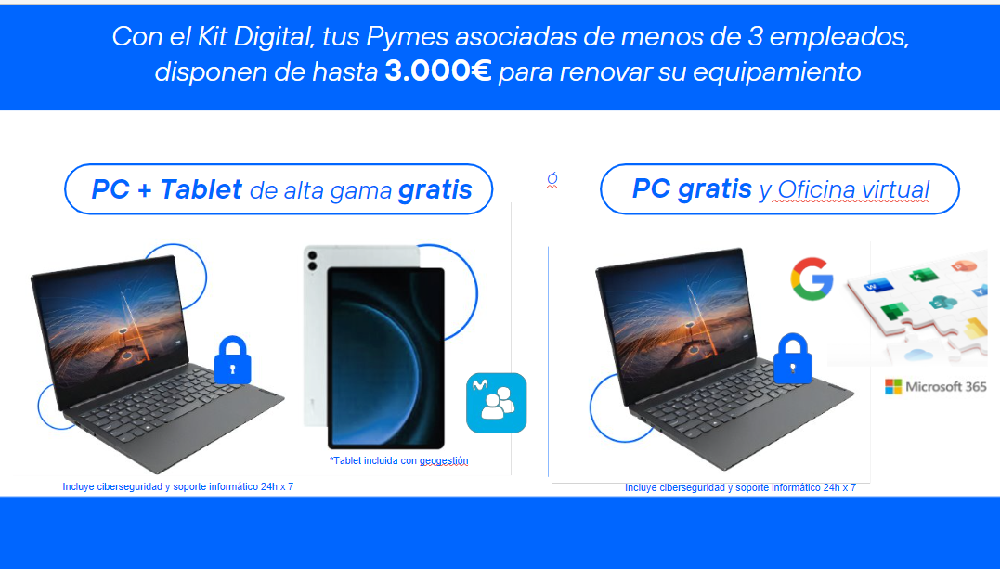 Con el Kit Digital, tus Pymes asociadas de menos de 3 empleados,
disponen de hasta 3.000€ para renovar su equipamiento
PC + Tablet de alta gama gratis
o
PC gratis y Oficina virtual
*Tablet incluida con geogestión
Microsoft 365
Incluye ciberseguridad y soporte informático 24h x 7
Incluye ciberseguridad y soporte informático 24h x 7